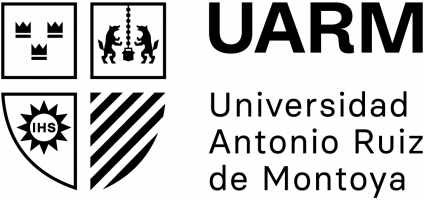 UARM
IHS
Universidad
Antonio Ruiz
de Montoya